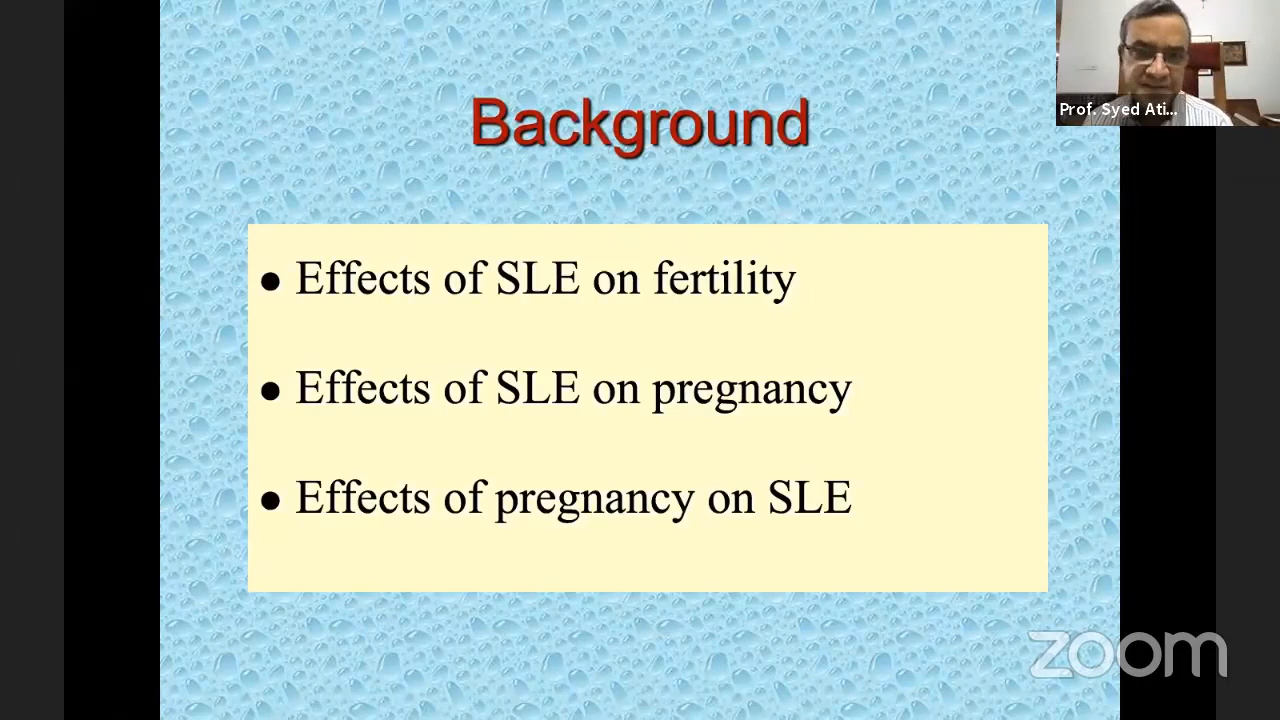 Background
Prof. Syed Ati...
● Effects of SLE on fertility
● Effects of SLE on pregnancy
● Effects of pregnancy on SLE
zoom